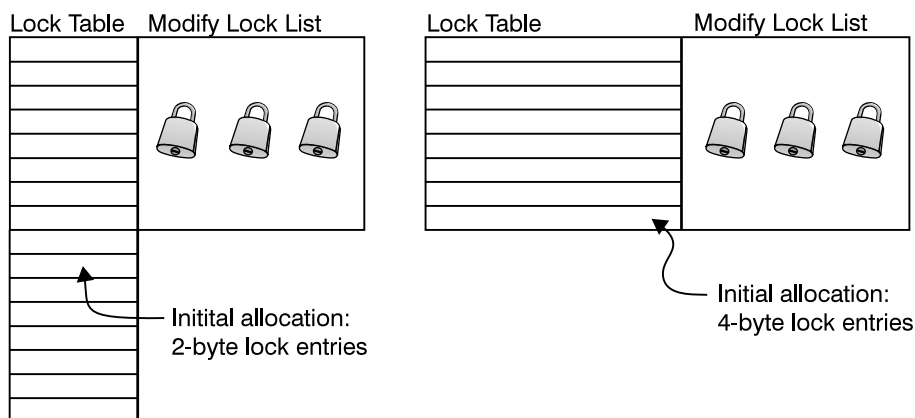 Lock Table Modify Lock List
Lock Table Modify Lock List
Initital allocation:
2-byte lock entries
Initial allocation:
4-byte lock entries